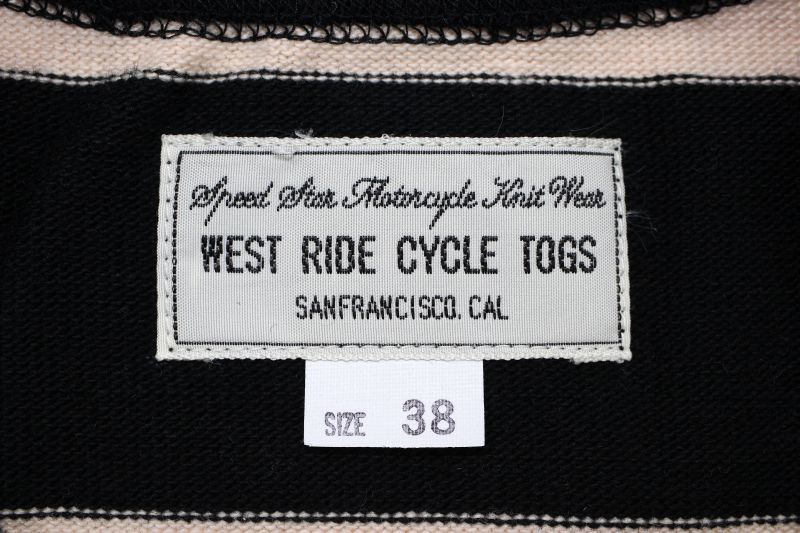 Speed Star Motorcycle Knit Wear
WEST RIDE CYCLE TOGS
SANFRANCISCO. CAL
SIZE 38